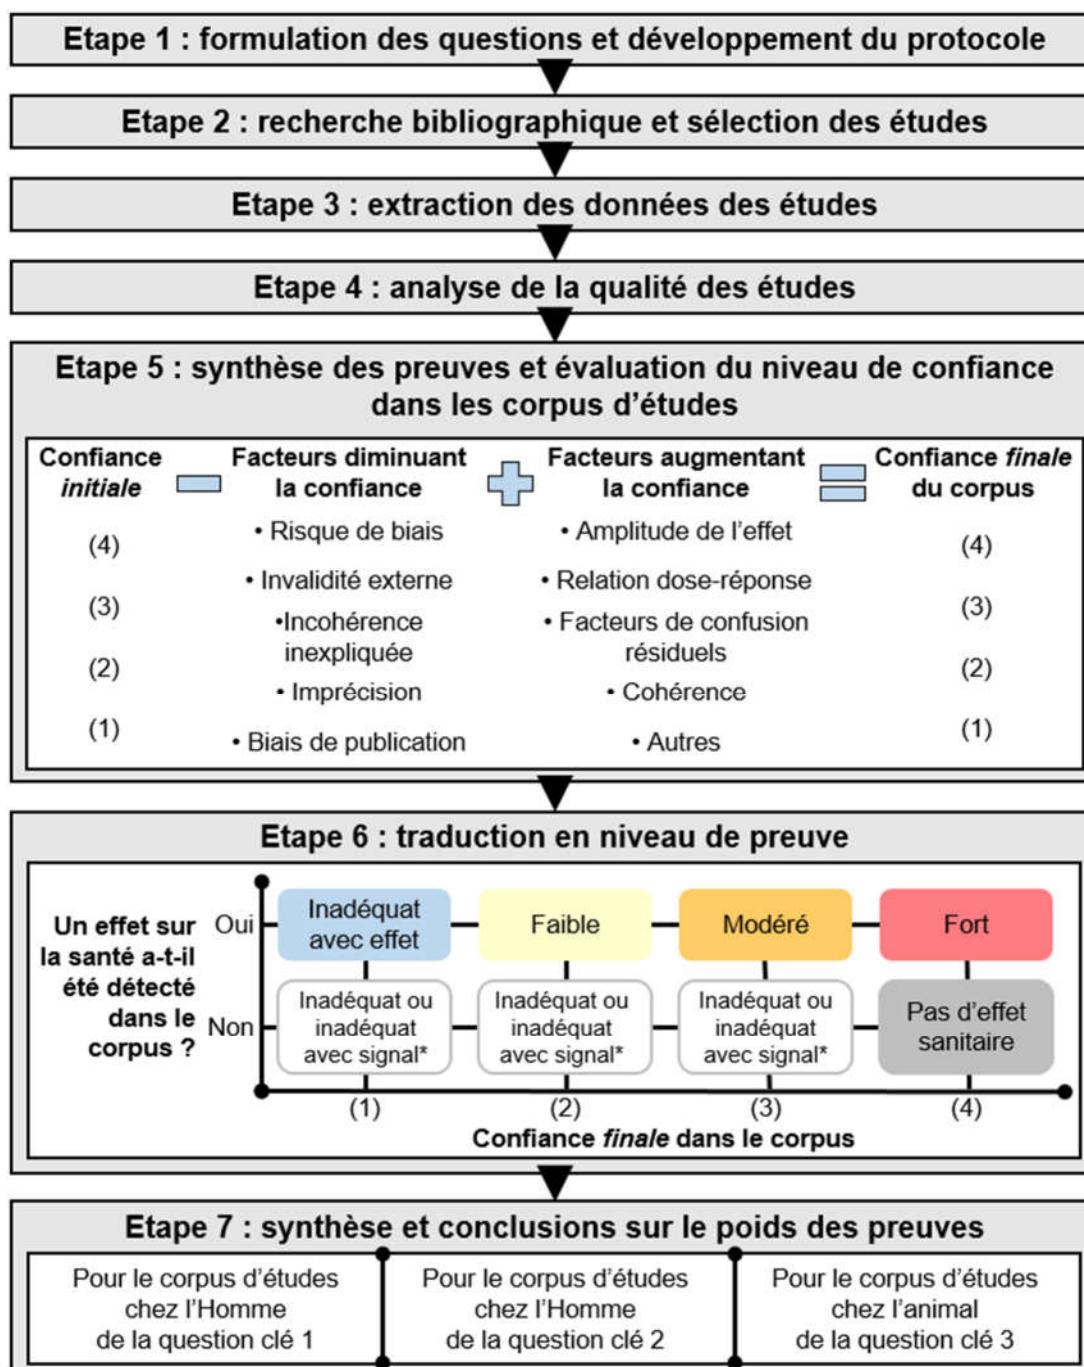 Etape 1 : formulation des questions et développement du protocole
Etape 2 : recherche bibliographique et sélection des études
Etape 3 : extraction des données des études
Etape 4 : analyse de la qualité des études
Etape 5 : synthèse des preuves et évaluation du niveau de confiance
dans les corpus d'études
Confiance
initiale
(4)
(3)
(2)
(1)
Facteurs diminuant
la confiance
• Risque de biais
• Invalidité externe
•Incohérence
inexpliquée
• Imprécision
• Biais de publication
Facteurs augmentant
la confiance
• Amplitude de l'effet
• Relation dose-réponse
• Facteurs de confusion
résiduels
• Cohérence
• Autres
Confiance finale
du corpus
(4)
(3)
(2)
(1)
Etape 6 : traduction en niveau de preuve
Un effet sur
la santé a-t-il
été détecté
dans le
corpus ?
Oui
Inadéquat
avec effet
Faible
Modéré
Fort
Non
Inadéquat ou
inadéquat
avec signal*
Inadéquat ou
inadéquat
avec signal*
Inadéquat ou
inadéquat
avec signal*
Pas d'effet
sanitaire
(1)
(2)
(3)
(4)
Confiance finale dans le corpus
Etape 7 : synthèse et conclusions sur le poids des preuves
Pour le corpus d'études
chez l'Homme
de la question clé 1
Pour le corpus d'études
chez l'Homme
de la question clé 2
Pour le corpus d'études
chez l'animal
de la question clé 3